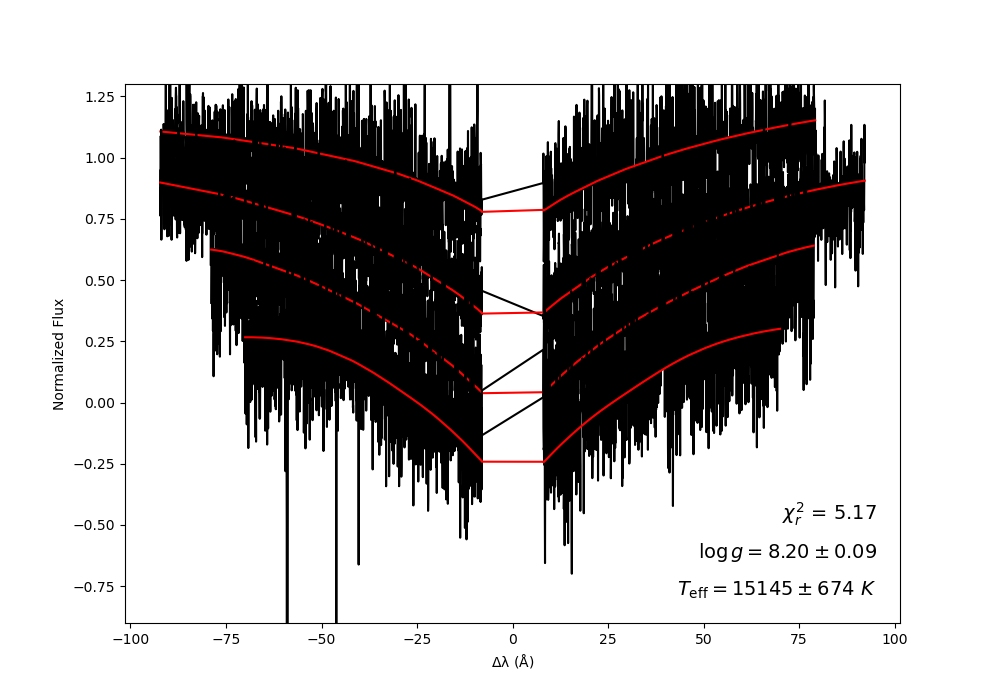 1.25
1.00
0.75
0.50
0.25
0.00
−0.25
−0.50
−0.75
Normalized Flux
χ²ᵣ = 5.17
log g = 8.20 ± 0.09
T_eff = 15145 ± 674 K
−100 −75 −50 −25 0 25 50 75 100
Δλ (Å)